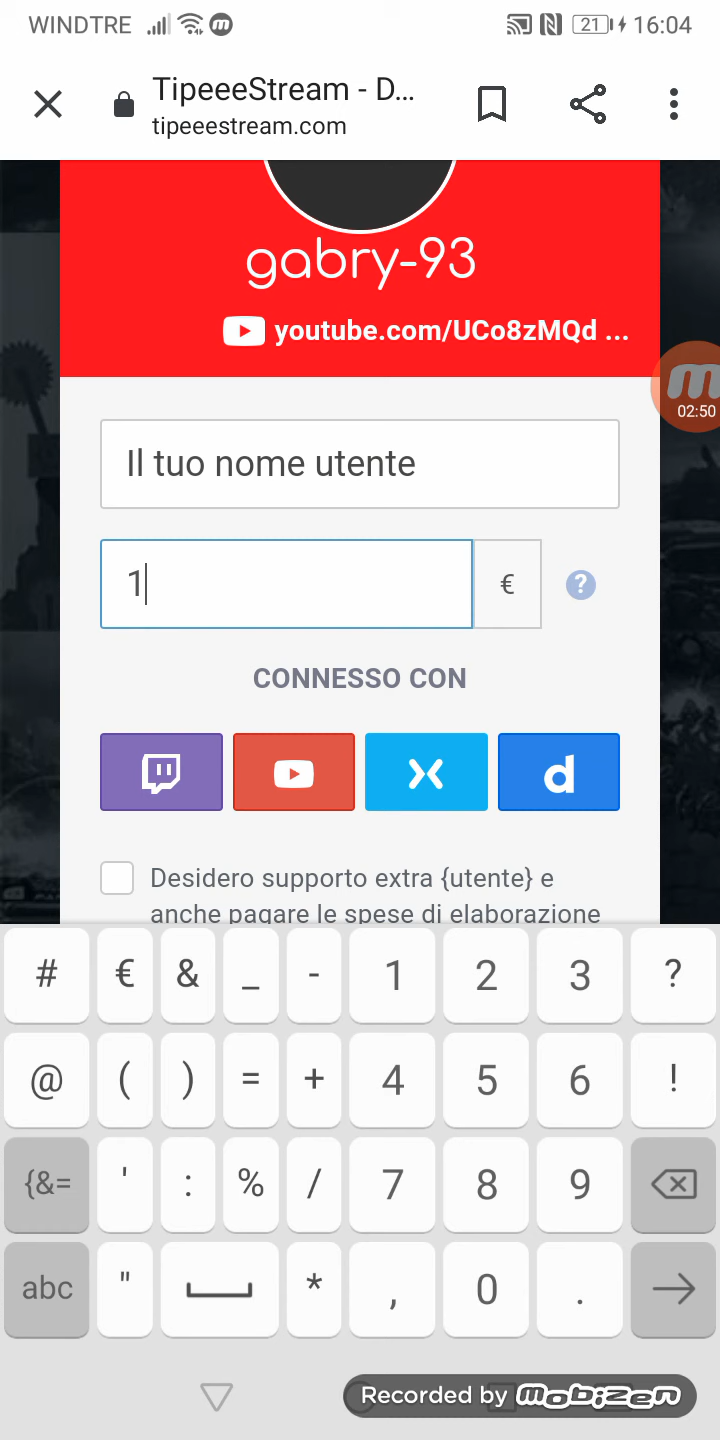 WINDTRE 21 16:04
TipeeeStream - D...
tipeeestream.com
gabry-93
youtube.com/UCo8zMQd ...
02:50
Il tuo nome utente
1 € ?
CONNESSO CON
Desidero supporto extra {utente} e
anche pagare le spese di elaborazione
# € & _ - 1 2 3 ?
@ ( ) = + 4 5 6 !
{&= ' : % / 7 8 9
abc " * , 0 .
Recorded by mobizen